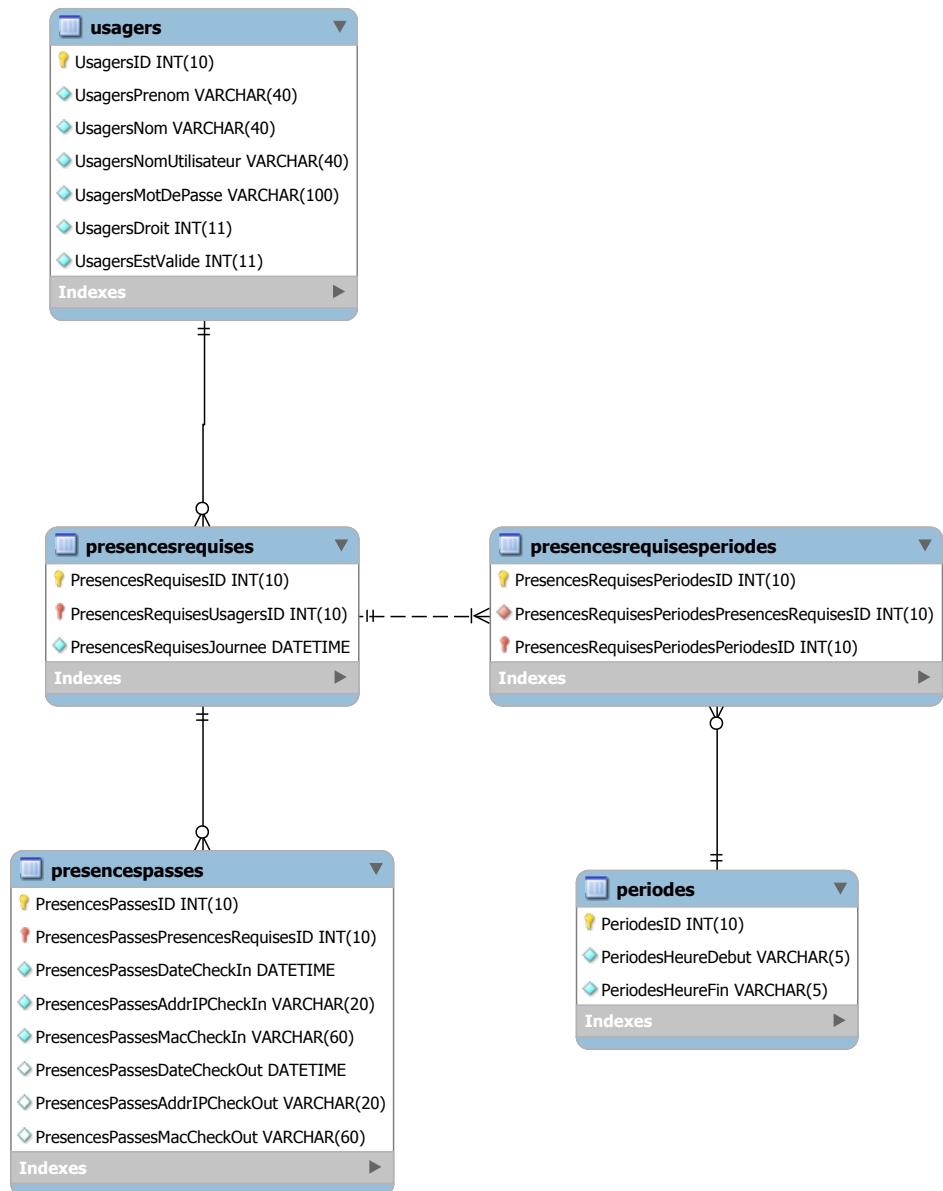 usagers
UsagersID INT(10)
UsagersPrenom VARCHAR(40)
UsagersNom VARCHAR(40)
UsagersNomUtilisateur VARCHAR(40)
UsagersMotDePasse VARCHAR(100)
UsagersDroit INT(11)
UsagersEstValide INT(11)
Indexes
presencesrequises
PresencesRequisesID INT(10)
PresencesRequisesUsagersID INT(10)
PresencesRequisesJournee DATETIME
Indexes
presencesrequisesperiodes
PresencesRequisesPeriodesID INT(10)
PresencesRequisesPeriodesPresencesRequisesID INT(10)
PresencesRequisesPeriodesPeriodesID INT(10)
Indexes
presencespasses
PresencesPassesID INT(10)
PresencesPassesPresencesRequisesID INT(10)
PresencesPassesDateCheckIn DATETIME
PresencesPassesAddrIPCheckIn VARCHAR(20)
PresencesPassesMacCheckIn VARCHAR(60)
PresencesPassesDateCheckOut DATETIME
PresencesPassesAddrIPCheckOut VARCHAR(20)
PresencesPassesMacCheckOut VARCHAR(60)
Indexes
periodes
PeriodesID INT(10)
PeriodesHeureDebut VARCHAR(5)
PeriodesHeureFin VARCHAR(5)
Indexes